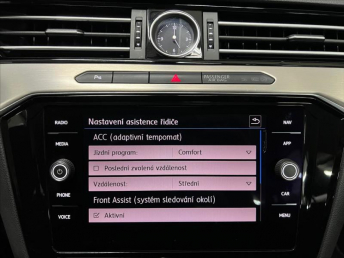 PASSENGER
RADIO
MEDIA
PHONE
VOICE
Nastavení asistence řidiče
ACC (adaptivní tempomat)
Jízdní program: Comfort
Poslední zvolená vzdálenost
Vzdálenost: Střední
Front Assist (systém sledování okolí)
Aktivní
NAV
APP
CAR
MENU